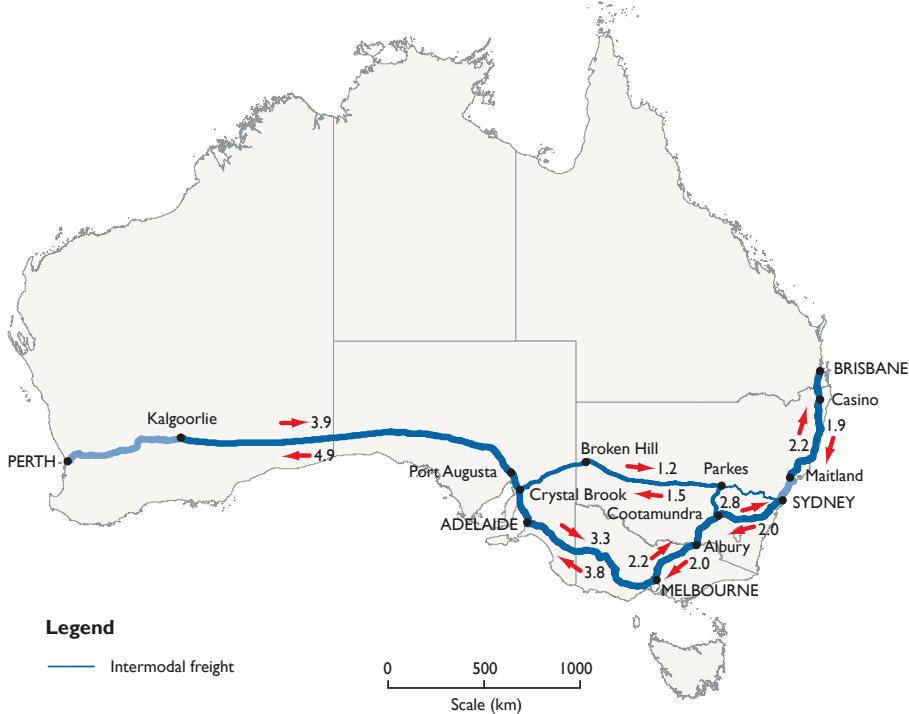 BRISBANE
Casino
1.9
2.2
Kalgoorlie
3.9
4.9
PERTH
Broken Hill
1.2
Parkes
Maitland
Port Augusta
Crystal Brook
1.5
2.8
SYDNEY
Cootamundra
ADELAIDE
2.0
3.3
Albury
2.2
2.0
3.8
MELBOURNE
Legend
Intermodal freight
0 500 1000
Scale (km)